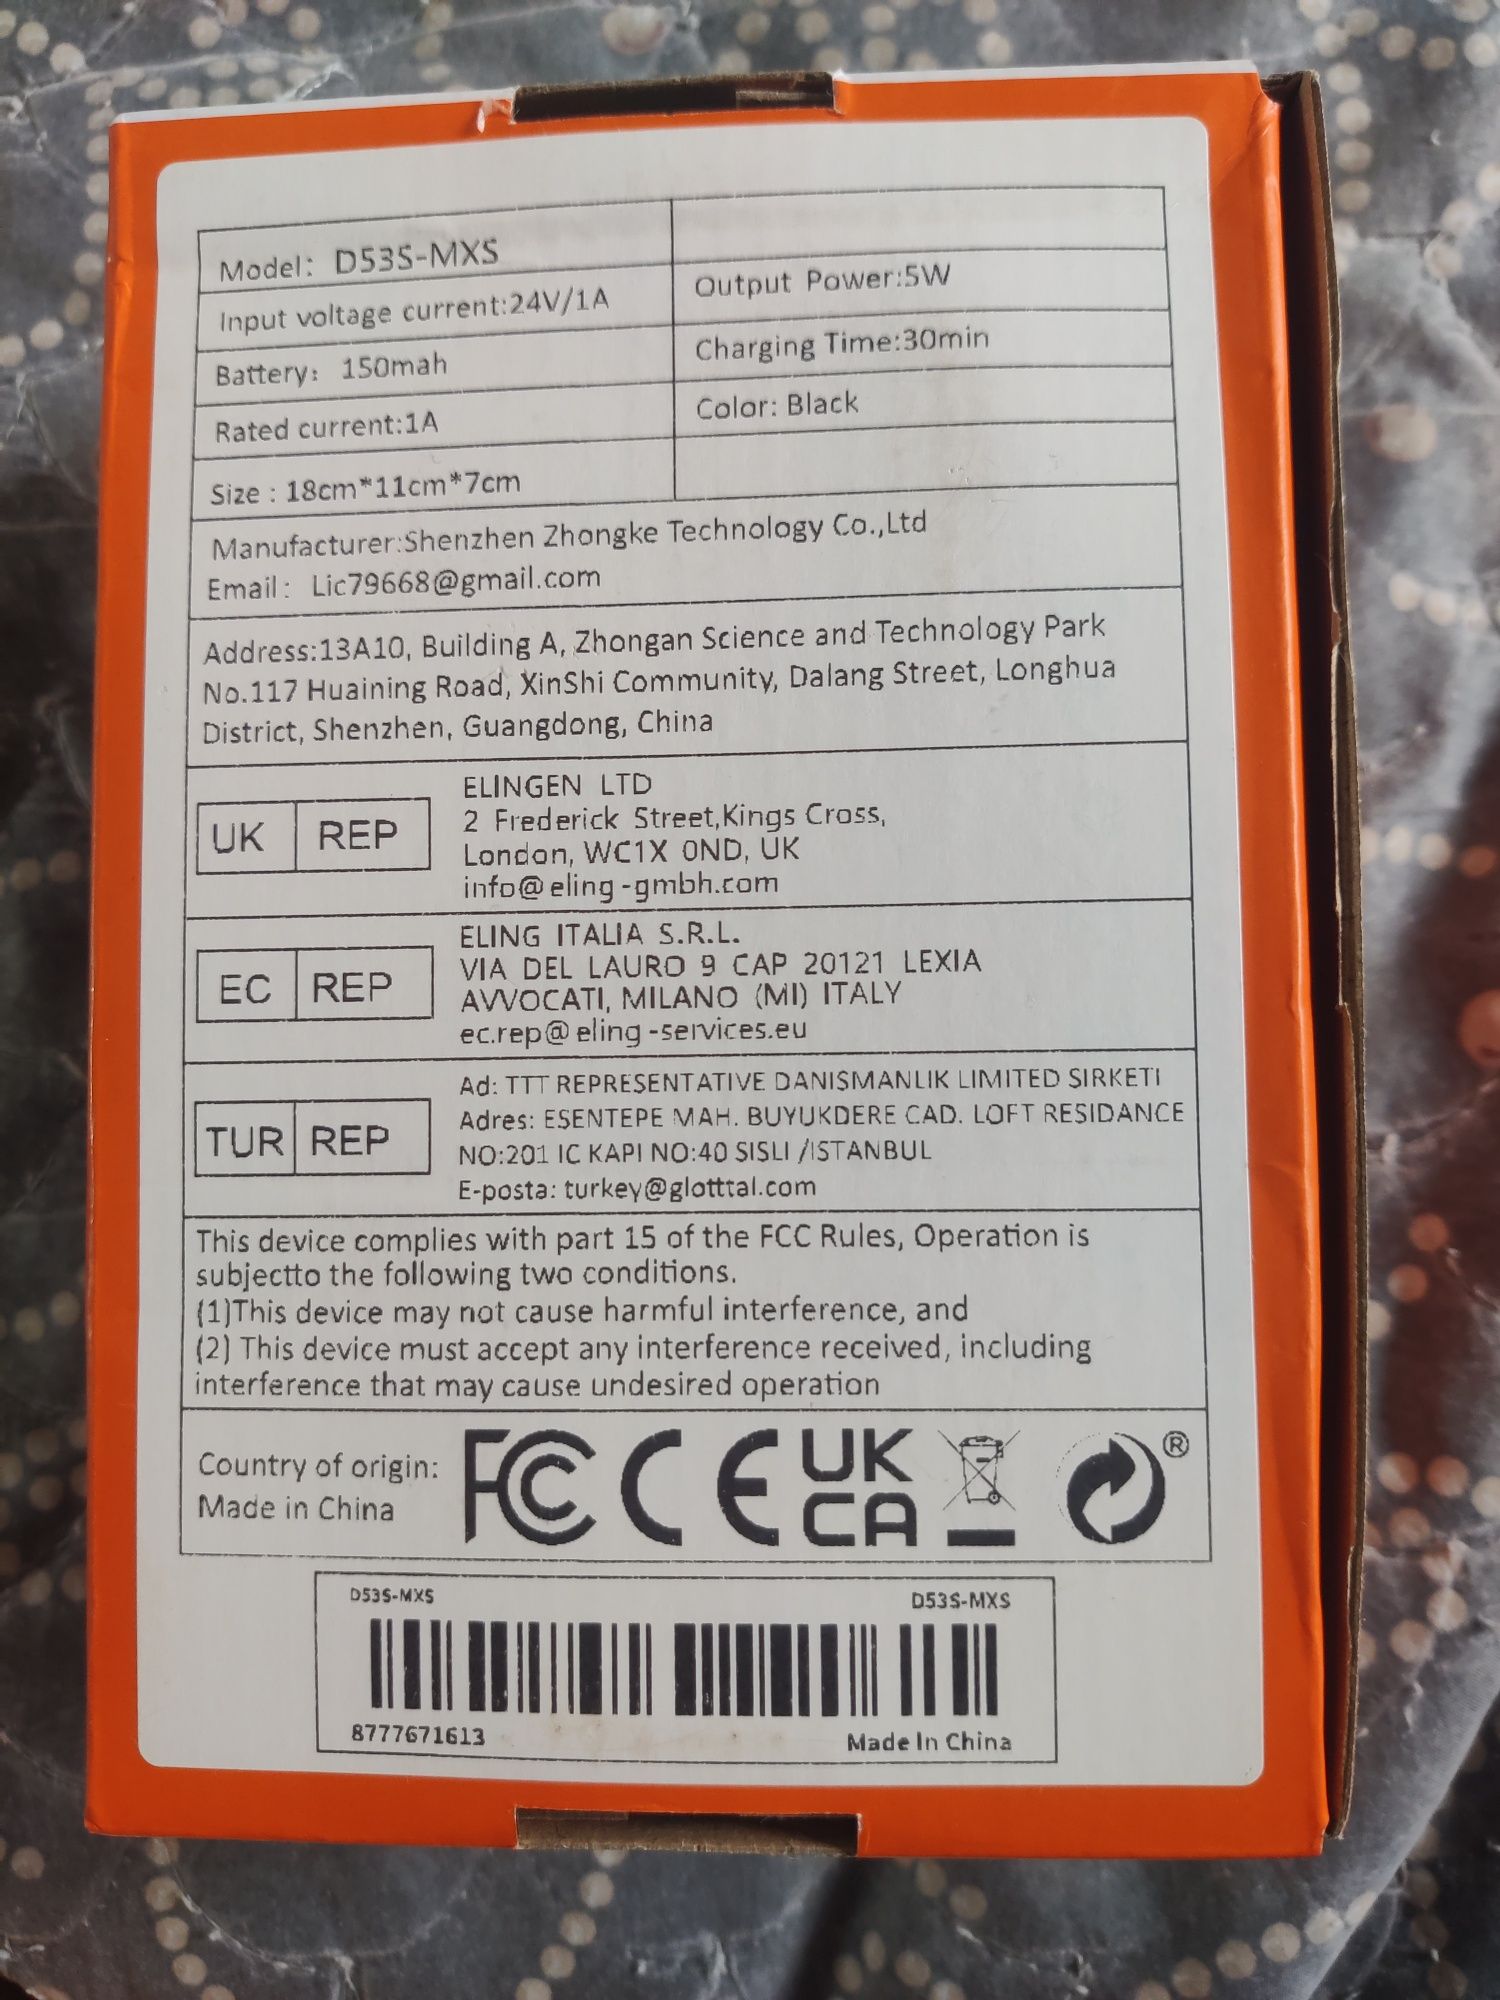 Model: D53S-MXS
Input voltage current:24V/1A
Output Power:5W
Battery: 150mah
Charging Time:30min
Rated current:1A
Color: Black
Size : 18cm*11cm*7cm
Manufacturer:Shenzhen Zhongke Technology Co.,Ltd
Email: Lic79668@gmail.com
Address:13A10, Building A, Zhongan Science and Technology Park
No.117 Huaining Road, XinShi Community, Dalang Street, Longhua
District, Shenzhen, Guangdong, China
UK REP
ELINGEN LTD
2 Frederick Street,Kings Cross,
London, WC1X 0ND, UK
info@eling-gmbh.com
EC REP
ELING ITALIA S.R.L.
VIA DEL LAURO 9 CAP 20121 LEXIA
AVVOCATI, MILANO (MI) ITALY
ec.rep@eling-services.eu
TUR REP
Ad: TTT REPRESENTATIVE DANISMANLIK LIMITED SIRKETI
Adres: ESENTEPE MAH. BUYUKDERE CAD. LOFT RESIDANCE
NO:201 IC KAPI NO:40 SISLI /ISTANBUL
E-posta: turkey@glotttal.com
This device complies with part 15 of the FCC Rules, Operation is
subjectto the following two conditions.
(1)This device may not cause harmful interference, and
(2) This device must accept any interference received, including
interference that may cause undesired operation
Country of origin:
Made in China
FC CE UK CA ®
D53S-MXS D53S-MXS
8777671613 Made In China